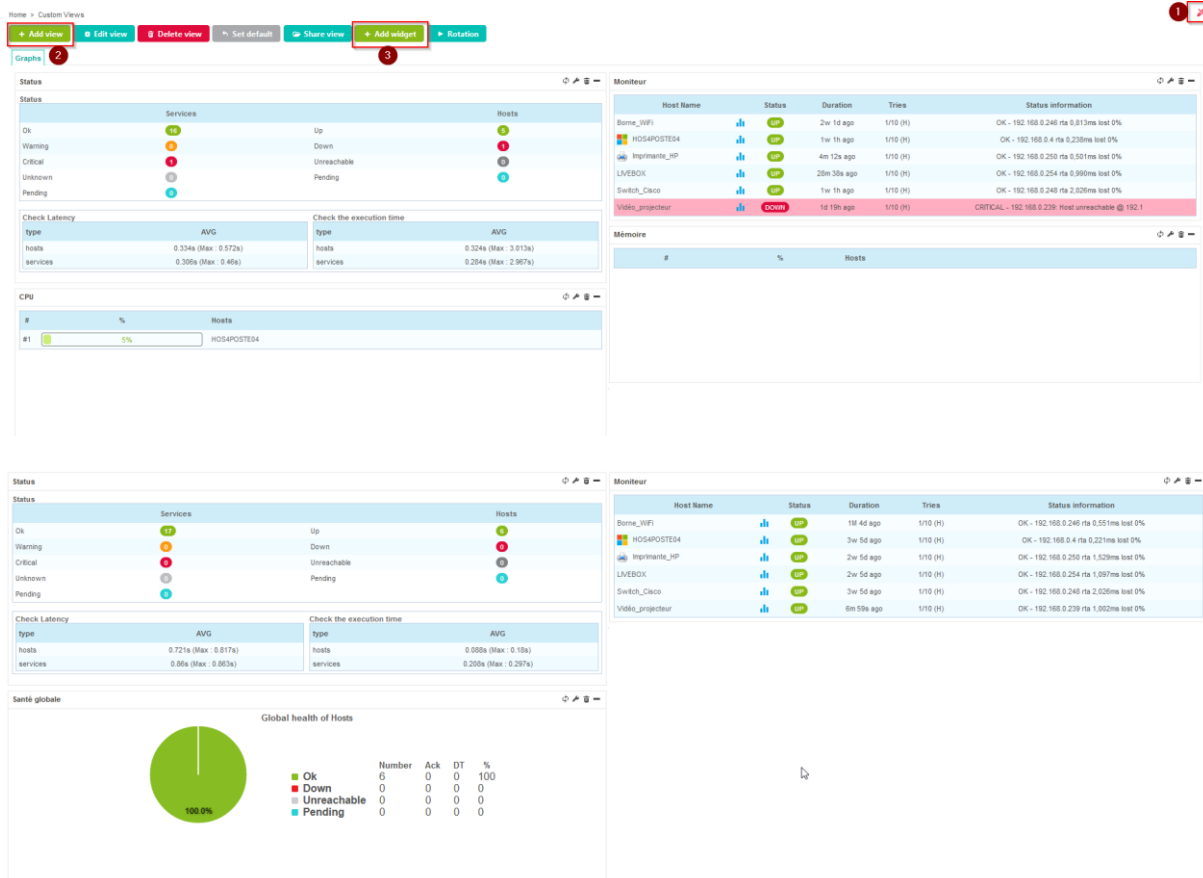 Home > Custom Views
1
+ Add view Edit view Delete view Set default Share view + Add widget Rotation
Graphs 2 3
Status
Status
Services Hosts
Ok 16 Up 5
Warning 0 Down 1
Critical 1 Unreachable 0
Unknown 0 Pending 0
Pending 0
Check Latency Check the execution time
type AVG type AVG
hosts 0.334s (Max : 0.572s) hosts 0.324s (Max : 3.013s)
services 0.306s (Max : 0.46s) services 0.284s (Max : 2.967s)
CPU
# % Hosts
#1 5% HOS4POSTE04
Moniteur
Host Name Status Duration Tries Status information
Borne_WiFi UP 2w 1d ago 1/10 (H) OK - 192.168.0.246 rta 0,813ms lost 0%
HOS4POSTE04 UP 1w 1h ago 1/10 (H) OK - 192.168.0.4 rta 0,238ms lost 0%
Imprimante_HP UP 4m 12s ago 1/10 (H) OK - 192.168.0.250 rta 0,501ms lost 0%
LIVEBOX UP 28m 38s ago 1/10 (H) OK - 192.168.0.254 rta 0,990ms lost 0%
Switch_Cisco UP 1w 1h ago 1/10 (H) OK - 192.168.0.248 rta 2,026ms lost 0%
Vidéo_projecteur DOWN 1d 19h ago 1/10 (H) CRITICAL - 192.168.0.239: Host unreachable @ 192.1
Mémoire
# % Hosts
Status
Status
Services Hosts
Ok 17 Up 6
Warning 0 Down 0
Critical 0 Unreachable 0
Unknown 0 Pending 0
Pending 0
Check Latency Check the execution time
type AVG type AVG
hosts 0.721s (Max : 0.817s) hosts 0.088s (Max : 0.18s)
services 0.86s (Max : 0.863s) services 0.208s (Max : 0.297s)
Santé globale
Global health of Hosts
Number Ack DT %
Ok 6 0 0 100
Down 0 0 0 0
Unreachable 0 0 0 0
Pending 0 0 0 0
100.0%
Moniteur
Host Name Status Duration Tries Status information
Borne_WiFi UP 1M 4d ago 1/10 (H) OK - 192.168.0.246 rta 0,551ms lost 0%
HOS4POSTE04 UP 3w 5d ago 1/10 (H) OK - 192.168.0.4 rta 0,221ms lost 0%
Imprimante_HP UP 2w 5d ago 1/10 (H) OK - 192.168.0.250 rta 1,529ms lost 0%
LIVEBOX UP 2w 5d ago 1/10 (H) OK - 192.168.0.254 rta 1,097ms lost 0%
Switch_Cisco UP 3w 5d ago 1/10 (H) OK - 192.168.0.248 rta 2,026ms lost 0%
Vidéo_projecteur UP 6m 59s ago 1/10 (H) OK - 192.168.0.239 rta 1,002ms lost 0%